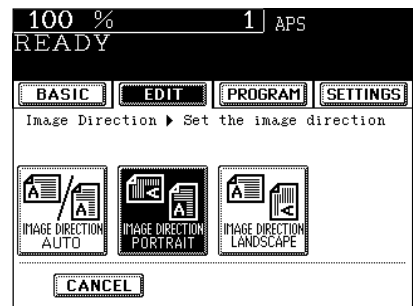 100 % 1 APS
READY
BASIC EDIT PROGRAM SETTINGS
Image Direction ▶ Set the image direction
A A A A A A
IMAGE DIRECTION AUTO IMAGE DIRECTION PORTRAIT IMAGE DIRECTION LANDSCAPE
CANCEL